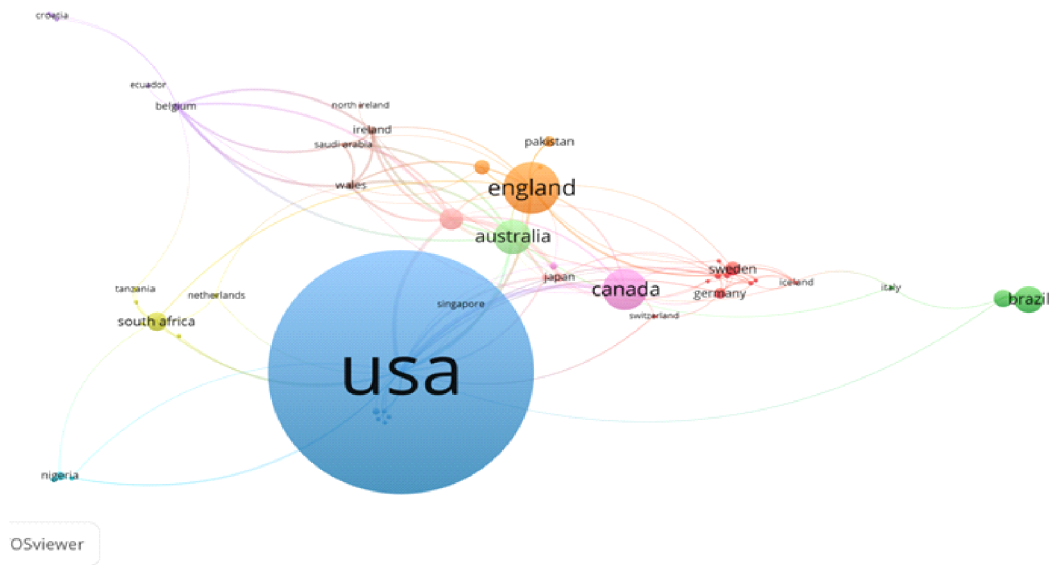 croatia
ecuador
belgium
north ireland
ireland
saudi arabia
pakistan
wales
england
australia
japan
sweden
iceland
germany
canada
italy
brazil
tanzania
netherlands
singapore
switzerland
south africa
usa
nigeria
OSviewer